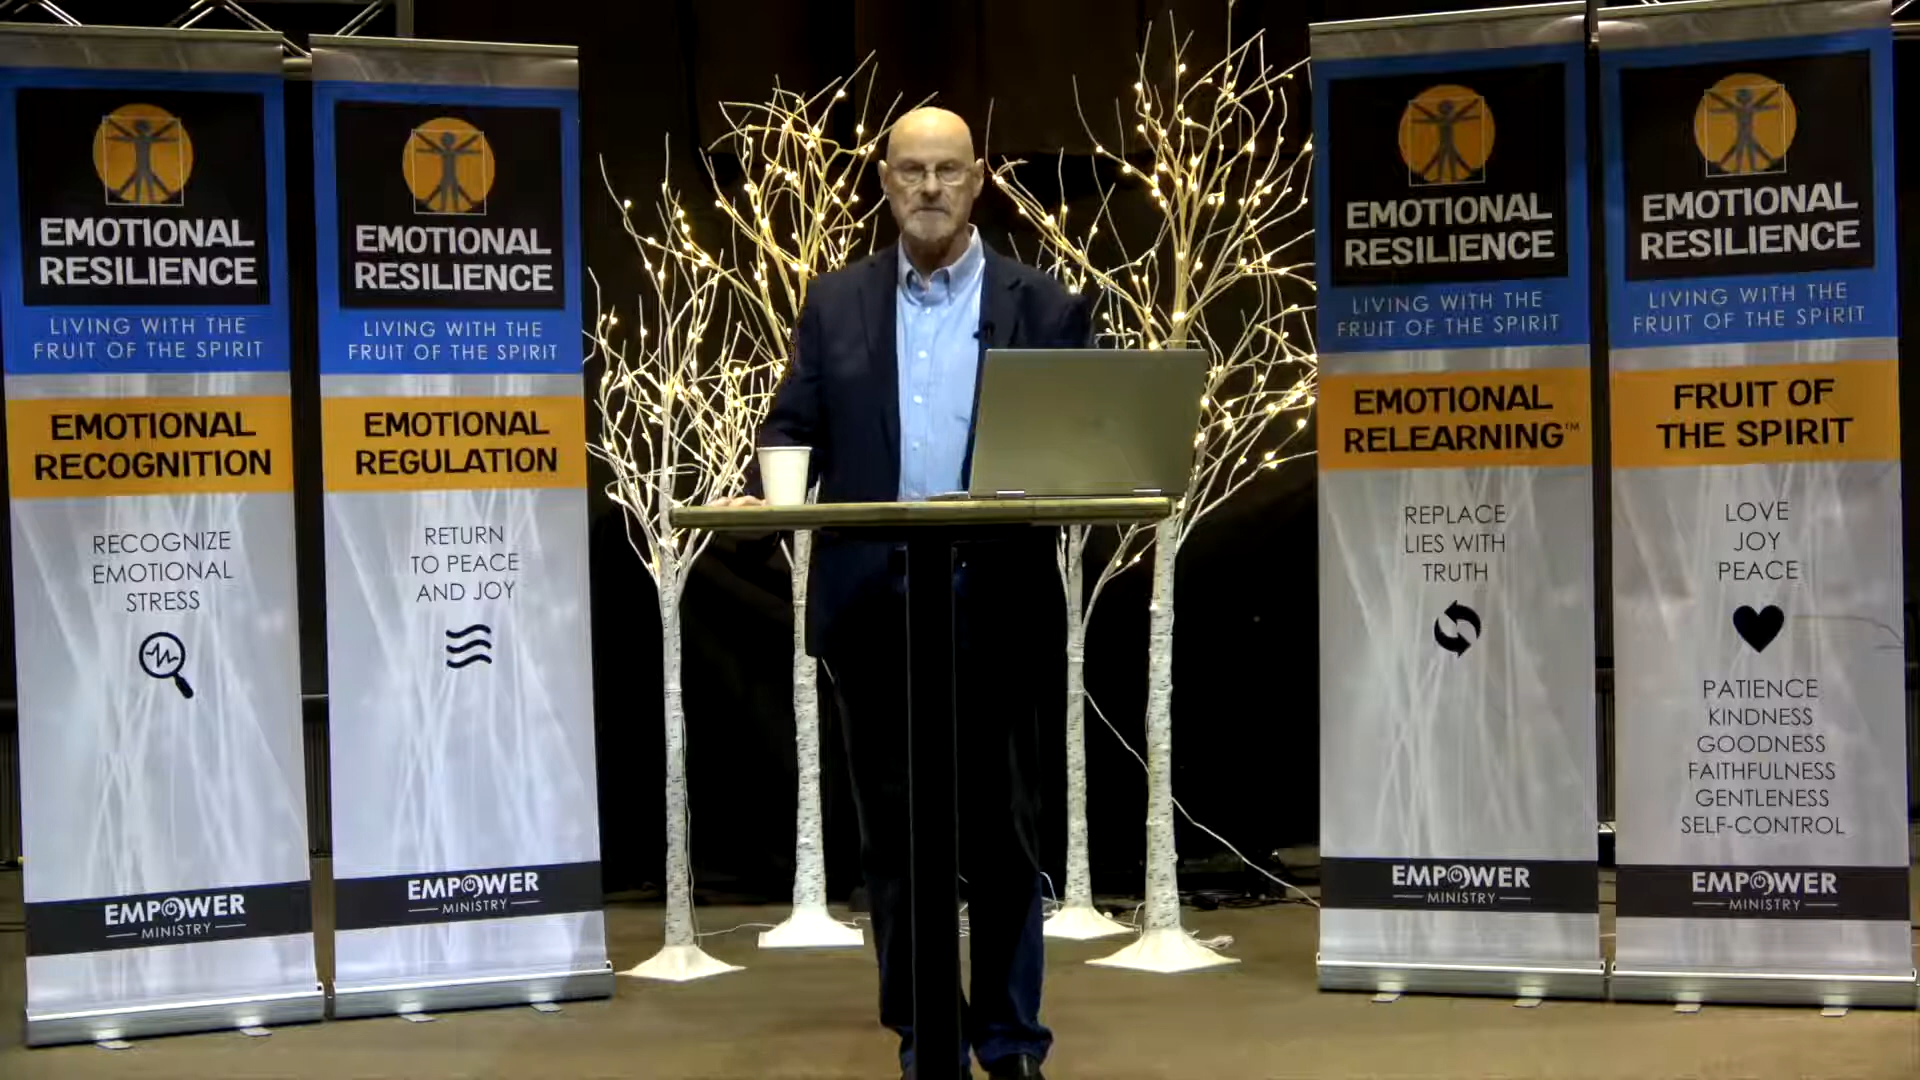 EMOTIONAL
RESILIENCE
LIVING WITH THE
FRUIT OF THE SPIRIT
EMOTIONAL
RECOGNITION
RECOGNIZE
EMOTIONAL
STRESS
EMPOWER
MINISTRY
EMOTIONAL
RESILIENCE
LIVING WITH THE
FRUIT OF THE SPIRIT
EMOTIONAL
REGULATION
RETURN
TO PEACE
AND JOY
EMPOWER
MINISTRY
EMOTIONAL
RESILIENCE
LIVING WITH THE
FRUIT OF THE SPIRIT
EMOTIONAL
RELEARNING™
REPLACE
LIES WITH
TRUTH
EMPOWER
MINISTRY
EMOTIONAL
RESILIENCE
LIVING WITH THE
FRUIT OF THE SPIRIT
FRUIT OF
THE SPIRIT
LOVE
JOY
PEACE
PATIENCE
KINDNESS
GOODNESS
FAITHFULNESS
GENTLENESS
SELF-CONTROL
EMPOWER
MINISTRY